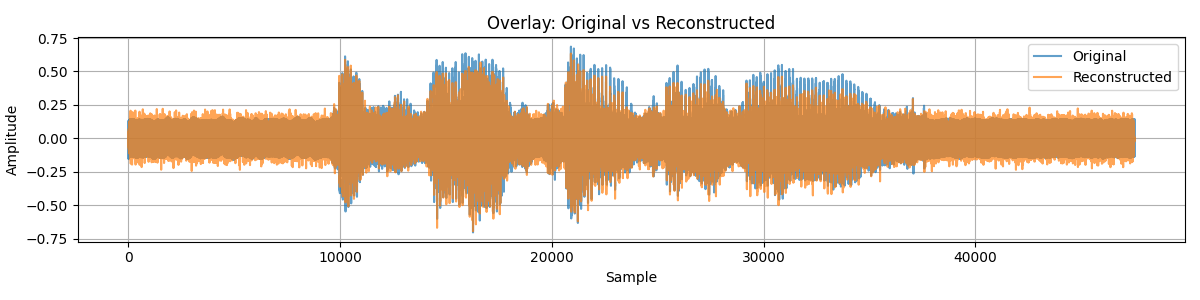 Overlay: Original vs Reconstructed
0.75
0.50
0.25
0.00
−0.25
−0.50
−0.75
Amplitude
Original
Reconstructed
0
10000
20000
30000
40000
Sample